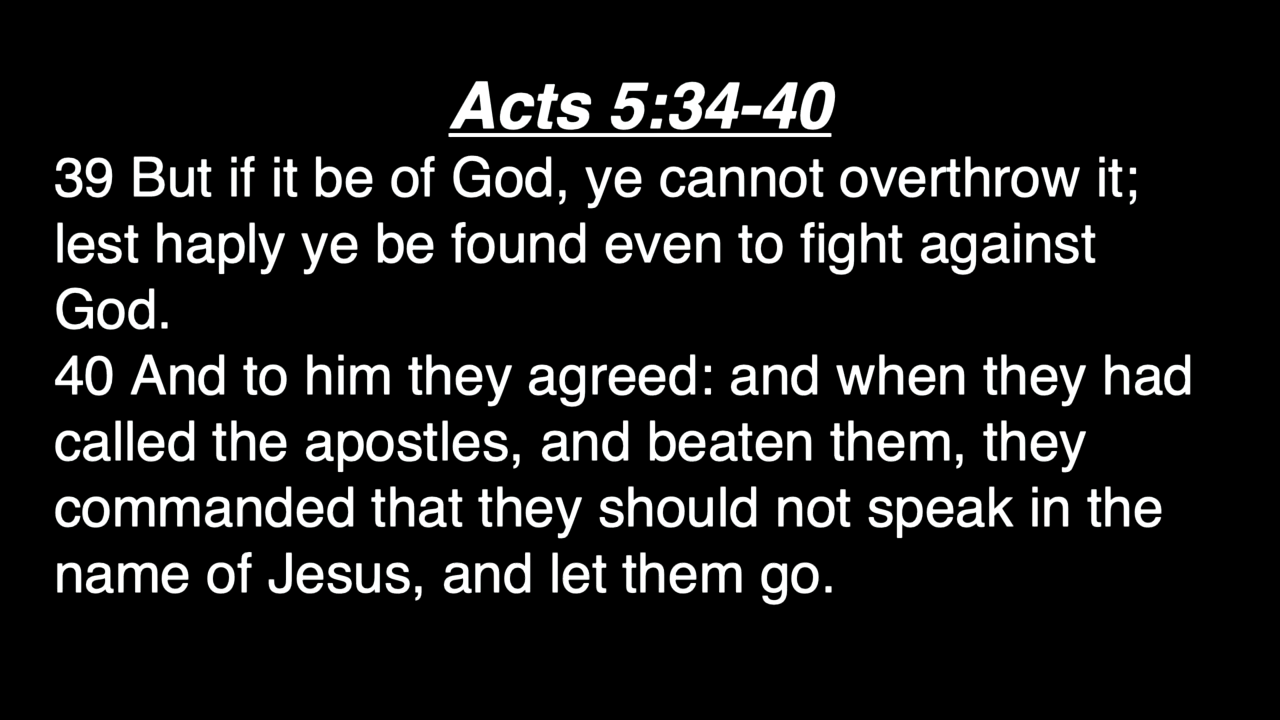 Acts 5:34-40
39 But if it be of God, ye cannot overthrow it;
lest haply ye be found even to fight against
God.
40 And to him they agreed: and when they had
called the apostles, and beaten them, they
commanded that they should not speak in the
name of Jesus, and let them go.